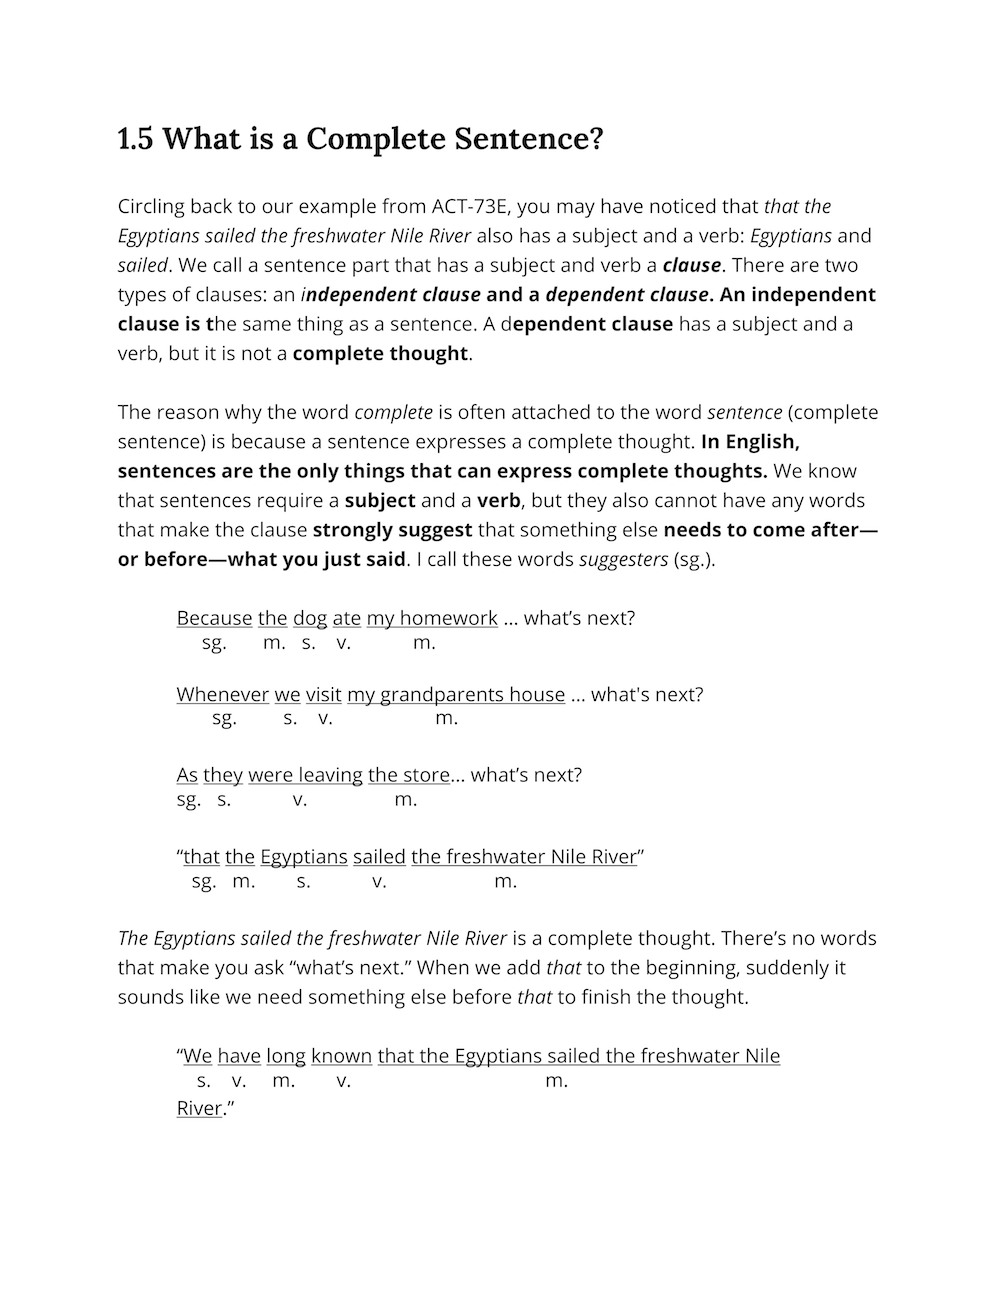 1.5 What is a Complete Sentence?
Circling back to our example from ACT-73E, you may have noticed that that the
Egyptians sailed the freshwater Nile River also has a subject and a verb: Egyptians and
sailed. We call a sentence part that has a subject and verb a clause. There are two
types of clauses: an independent clause and a dependent clause. An independent
clause is the same thing as a sentence. A dependent clause has a subject and a
verb, but it is not a complete thought.
The reason why the word complete is often attached to the word sentence (complete
sentence) is because a sentence expresses a complete thought. In English,
sentences are the only things that can express complete thoughts. We know
that sentences require a subject and a verb, but they also cannot have any words
that make the clause strongly suggest that something else needs to come after—
or before—what you just said. I call these words suggesters (sg.).
Because the dog ate my homework ... what’s next?
sg. m. s. v. m.
Whenever we visit my grandparents house ... what's next?
sg. s. v. m.
As they were leaving the store... what’s next?
sg. s. v. m.
“that the Egyptians sailed the freshwater Nile River”
sg. m. s. v. m.
The Egyptians sailed the freshwater Nile River is a complete thought. There’s no words
that make you ask “what’s next.” When we add that to the beginning, suddenly it
sounds like we need something else before that to finish the thought.
“We have long known that the Egyptians sailed the freshwater Nile
s. v. m. v. m.
River.”